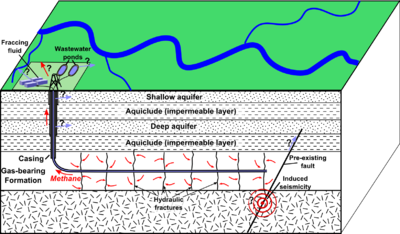 Fraccing
fluid
Wastewater
ponds
?
?
?
?
Shallow aquifer
Aquiclude (impermeable layer)
?
Deep aquifer
Aquiclude (impermeable layer)
?
Casing
Gas-bearing
Formation
Methane
Hydraulic
fractures
Pre-existing
fault
Induced
seismicity